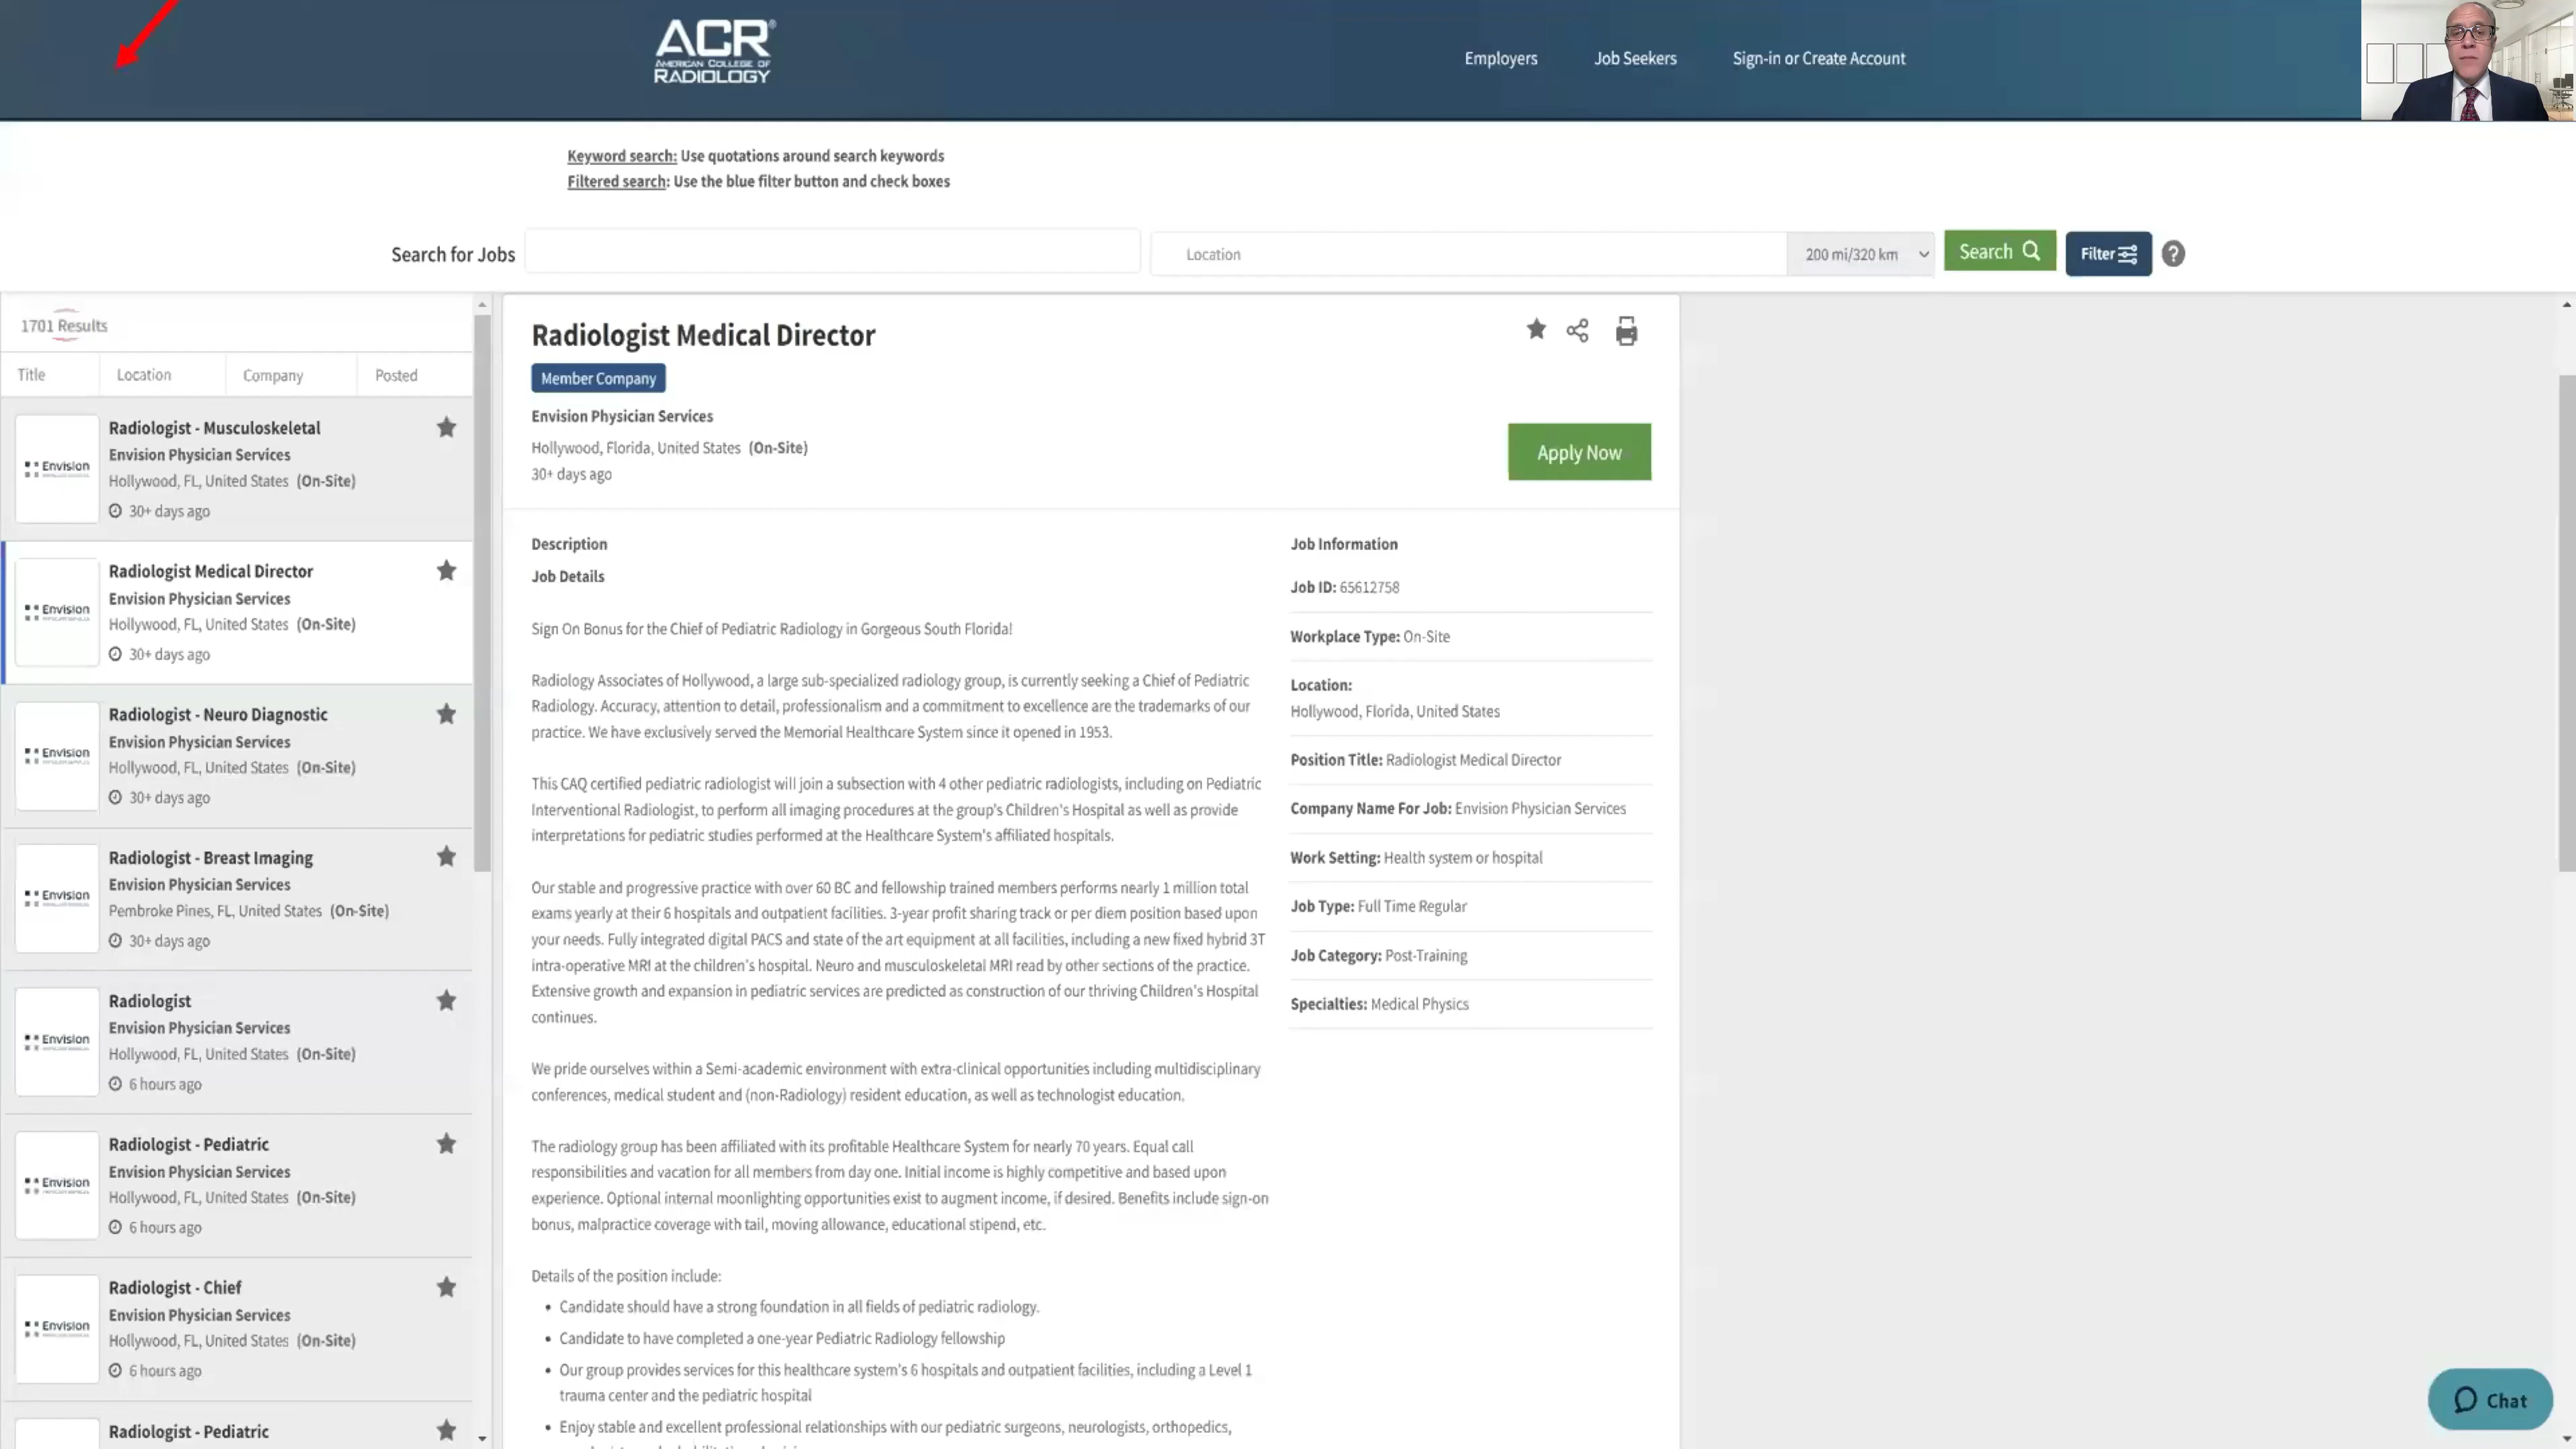 ACR®
AMERICAN COLLEGE OF
RADIOLOGY
Employers
Job Seekers
Sign-in or Create Account
Keyword search: Use quotations around search keywords
Filtered search: Use the blue filter button and check boxes
Search for Jobs
Location
200 mi/320 km
Search
Filter
?
1701 Results
Title
Location
Company
Posted
Envision
Radiologist - Musculoskeletal
Envision Physician Services
Hollywood, FL, United States (On-Site)
30+ days ago
Envision
Radiologist Medical Director
Envision Physician Services
Hollywood, FL, United States (On-Site)
30+ days ago
Envision
Radiologist - Neuro Diagnostic
Envision Physician Services
Hollywood, FL, United States (On-Site)
30+ days ago
Envision
Radiologist - Breast Imaging
Envision Physician Services
Pembroke Pines, FL, United States (On-Site)
30+ days ago
Envision
Radiologist
Envision Physician Services
Hollywood, FL, United States (On-Site)
6 hours ago
Envision
Radiologist - Pediatric
Envision Physician Services
Hollywood, FL, United States (On-Site)
6 hours ago
Envision
Radiologist - Chief
Envision Physician Services
Hollywood, FL, United States (On-Site)
6 hours ago
Radiologist - Pediatric
Radiologist Medical Director
Member Company
Envision Physician Services
Hollywood, Florida, United States (On-Site)
30+ days ago
Apply Now
Description
Job Details
Sign On Bonus for the Chief of Pediatric Radiology in Gorgeous South Florida!
Radiology Associates of Hollywood, a large sub-specialized radiology group, is currently seeking a Chief of Pediatric
Radiology. Accuracy, attention to detail, professionalism and a commitment to excellence are the trademarks of our
practice. We have exclusively served the Memorial Healthcare System since it opened in 1953.
This CAQ certified pediatric radiologist will join a subsection with 4 other pediatric radiologists, including on Pediatric
Interventional Radiologist, to perform all imaging procedures at the group's Children's Hospital as well as provide
interpretations for pediatric studies performed at the Healthcare System's affiliated hospitals.
Our stable and progressive practice with over 60 BC and fellowship trained members performs nearly 1 million total
exams yearly at their 6 hospitals and outpatient facilities. 3-year profit sharing track or per diem position based upon
your needs. Fully integrated digital PACS and state of the art equipment at all facilities, including a new fixed hybrid 3T
intra-operative MRI at the children's hospital. Neuro and musculoskeletal MRI read by other sections of the practice.
Extensive growth and expansion in pediatric services are predicted as construction of our thriving Children's Hospital
continues.
We pride ourselves within a Semi-academic environment with extra-clinical opportunities including multidisciplinary
conferences, medical student and (non-Radiology) resident education, as well as technologist education.
The radiology group has been affiliated with its profitable Healthcare System for nearly 70 years. Equal call
responsibilities and vacation for all members from day one. Initial income is highly competitive and based upon
experience. Optional internal moonlighting opportunities exist to augment income, if desired. Benefits include sign-on
bonus, malpractice coverage with tail, moving allowance, educational stipend, etc.
Details of the position include:
• Candidate should have a strong foundation in all fields of pediatric radiology.
• Candidate to have completed a one-year Pediatric Radiology fellowship
• Our group provides services for this healthcare system's 6 hospitals and outpatient facilities, including a Level 1
trauma center and the pediatric hospital
• Enjoy stable and excellent professional relationships with our pediatric surgeons, neurologists, orthopedics,
Job Information
Job ID: 65612758
Workplace Type: On-Site
Location:
Hollywood, Florida, United States
Position Title: Radiologist Medical Director
Company Name For Job: Envision Physician Services
Work Setting: Health system or hospital
Job Type: Full Time Regular
Job Category: Post-Training
Specialties: Medical Physics
Chat